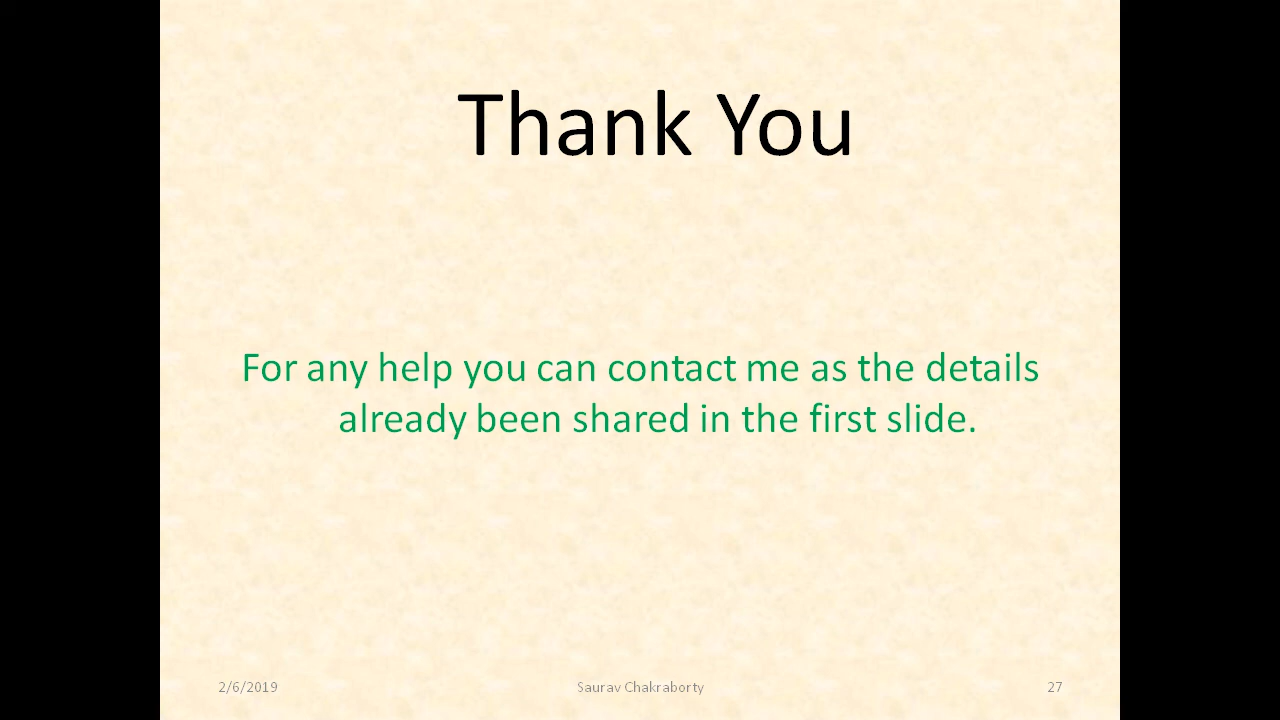 Thank You
For any help you can contact me as the details
already been shared in the first slide.
2/6/2019
Saurav Chakraborty
27